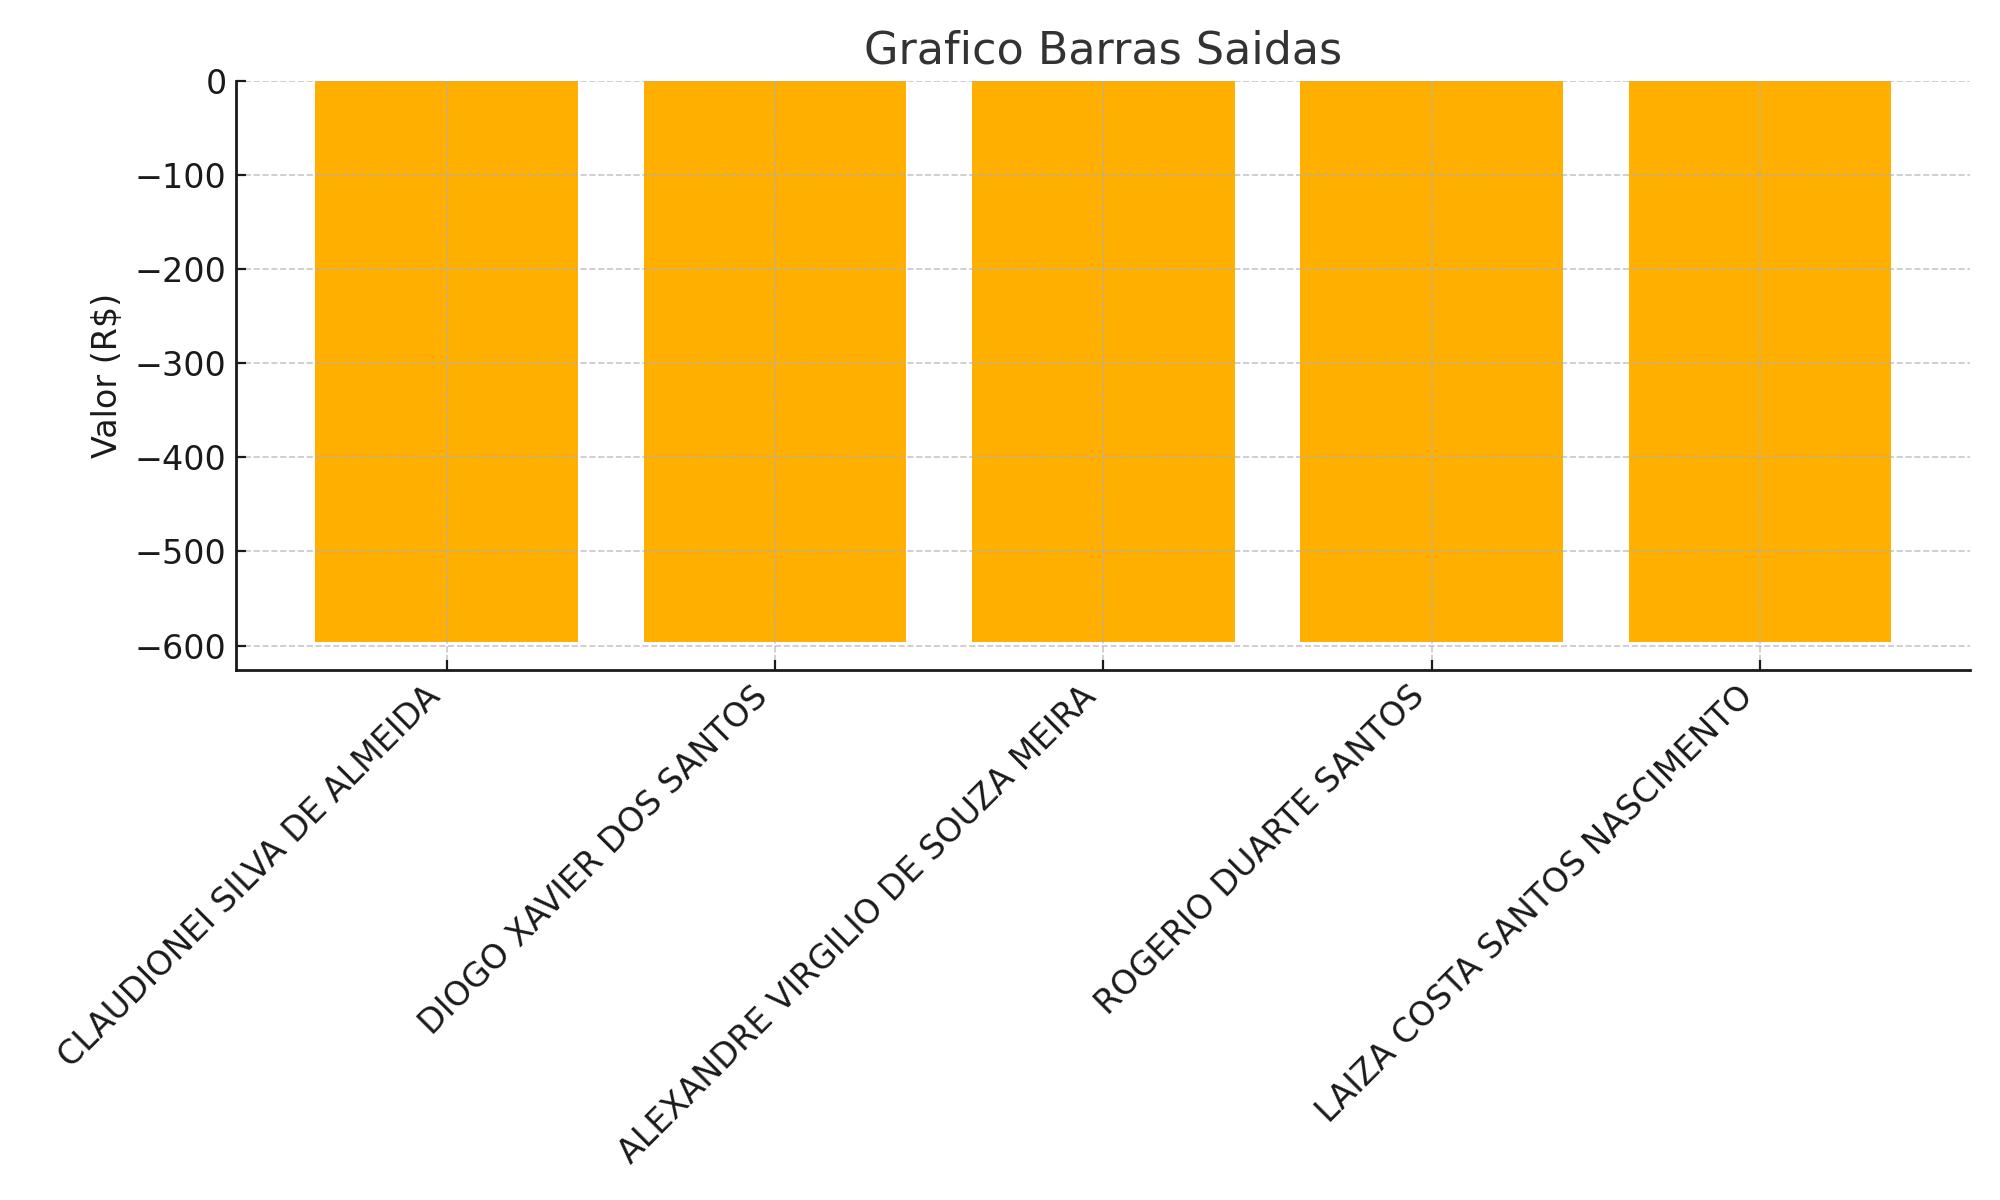 Grafico Barras Saidas
0
−100
−200
−300
−400
−500
−600
Valor (R$)
CLAUDIONEI SILVA DE ALMEIDA
DIOGO XAVIER DOS SANTOS
ALEXANDRE VIRGILIO DE SOUZA MEIRA
ROGERIO DUARTE SANTOS
LAIZA COSTA SANTOS NASCIMENTO